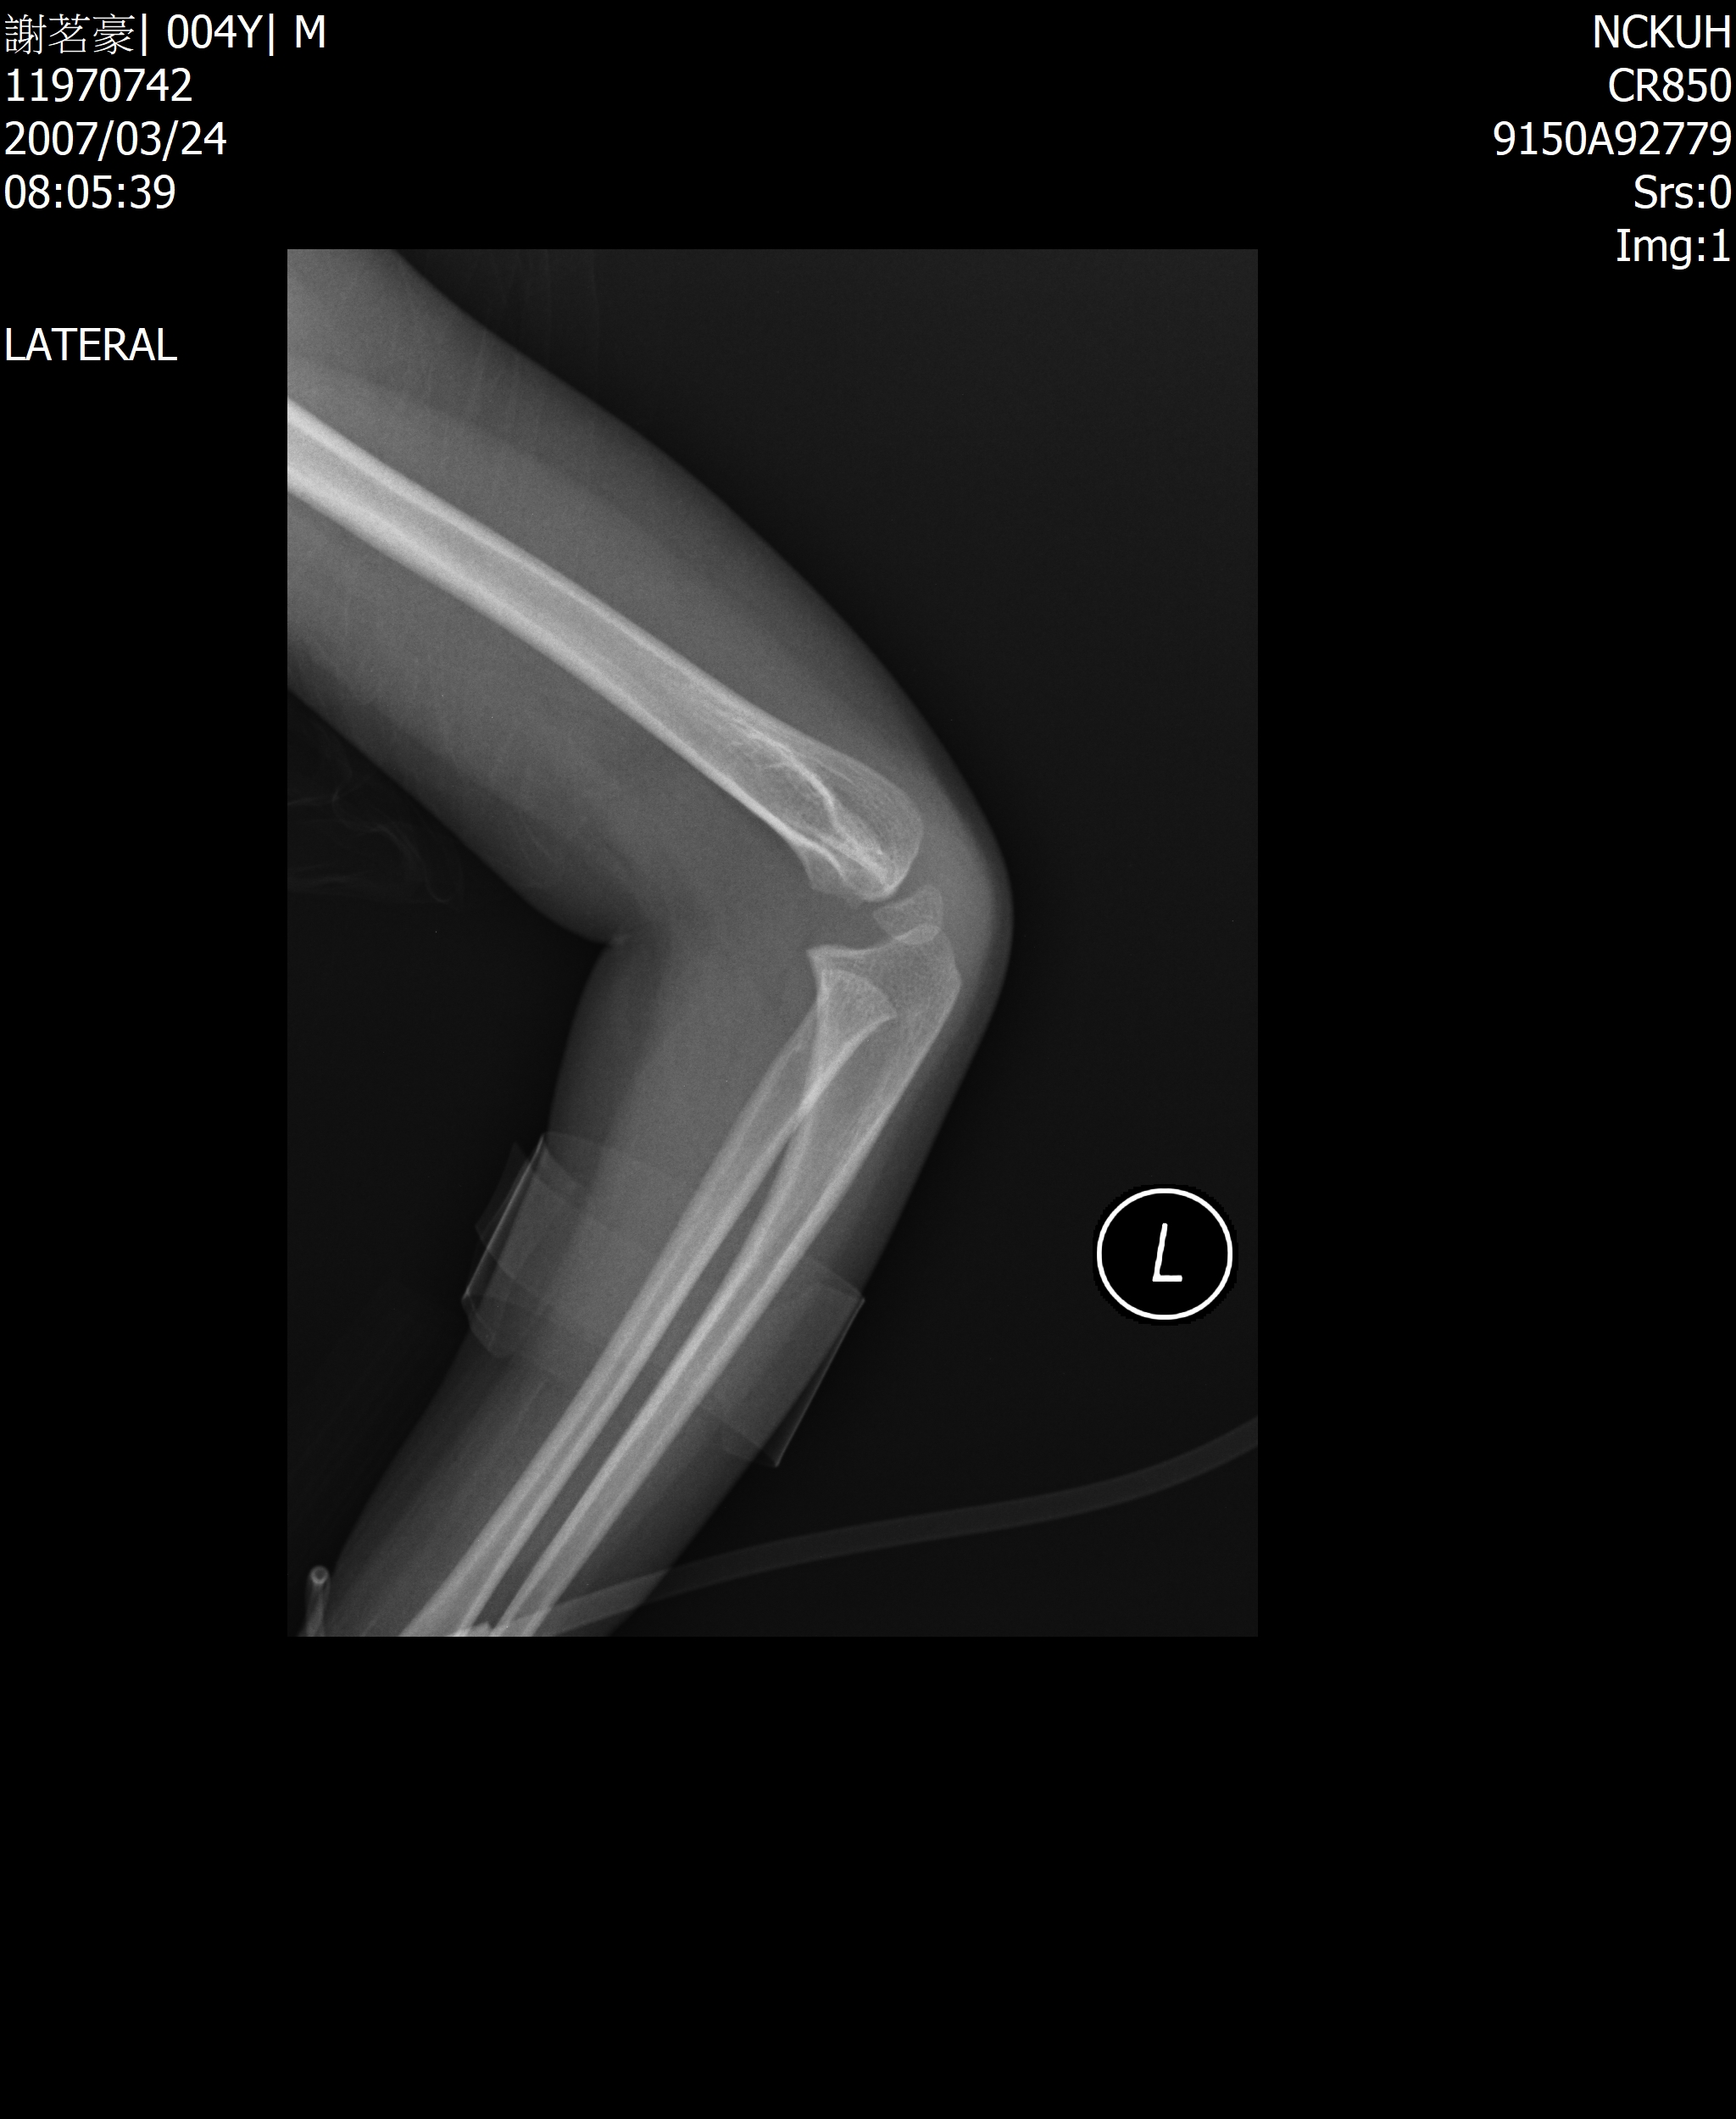 謝茗豪| 004Y| M
11970742
2007/03/24
08:05:39
LATERAL
NCKUH
CR850
9150A92779
Srs:0
Img:1
L